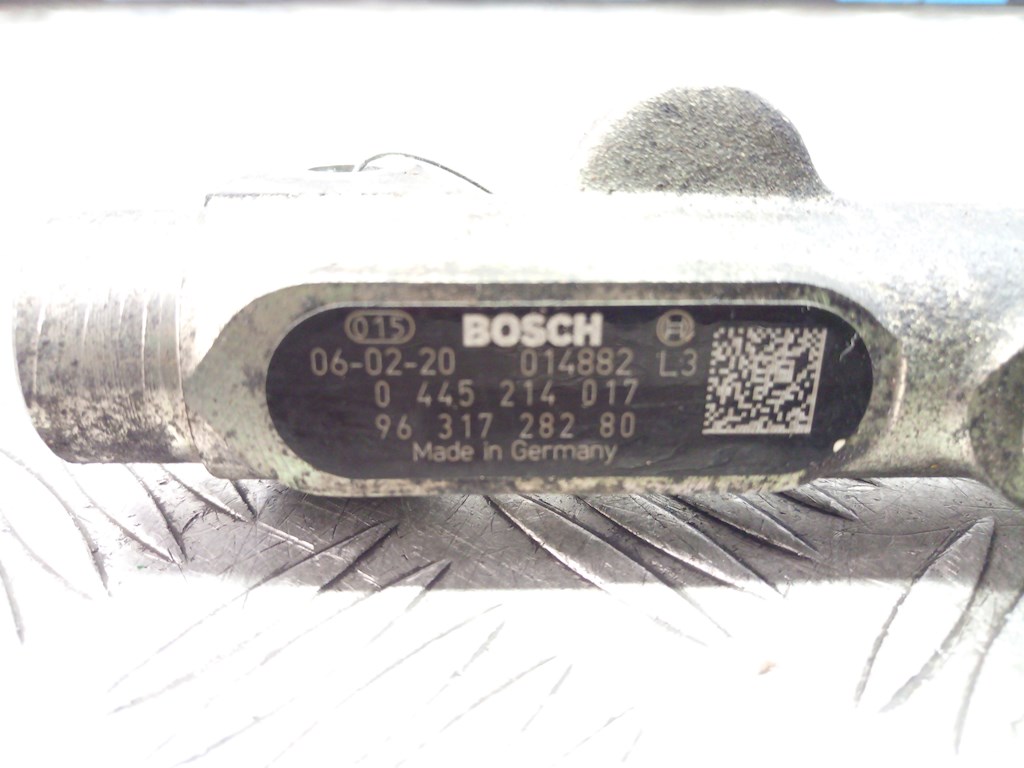 015 BOSCH
06-02-20 014882 L3
0 445 214 017
96 317 282 80
Made in Germany